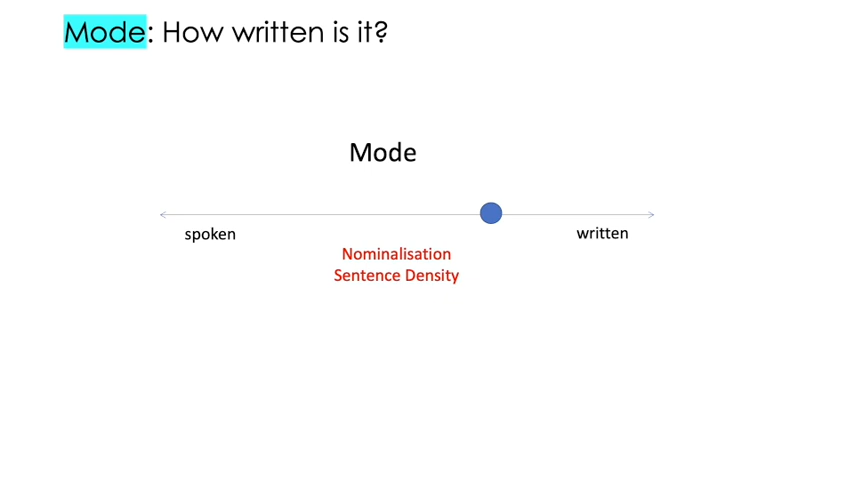 Mode: How written is it?
Mode
spoken
written
Nominalisation
Sentence Density